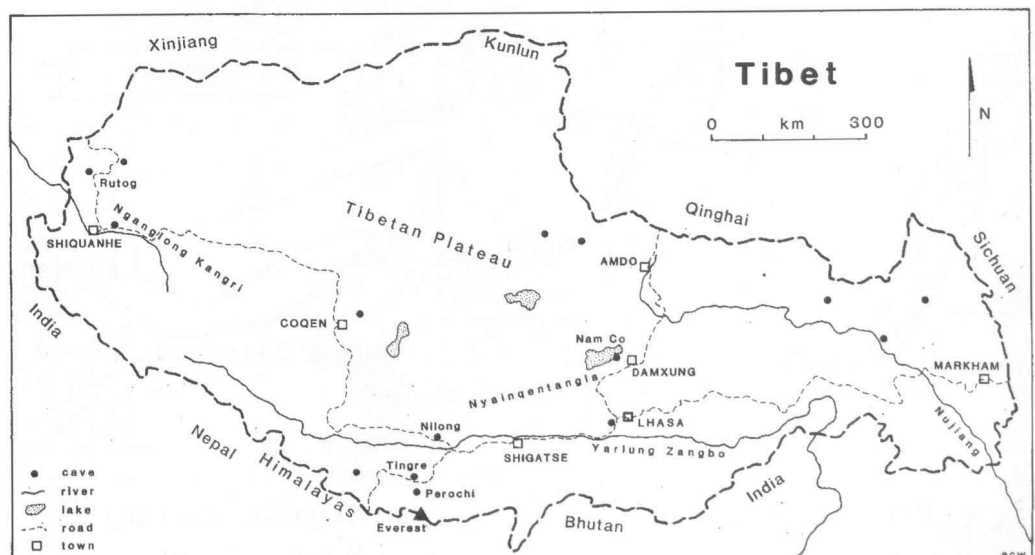 Xinjiang
Kunlun
Tibet
0 km 300
N
Rutog
Qinghai
Sichuan
Tibetan Plateau
SHIQUANHE
Nganglong Kangri
AMDO
India
COQEN
Nam Co
DAMXUNG
MARKHAM
Nyainqentangla
LHASA
Nujiang
Nilong
SHIGATSE
Yarlung Zangbo
Nepal Himalayas
Tingre
Perochi
India
Everest
Bhutan
cave
river
lake
road
town